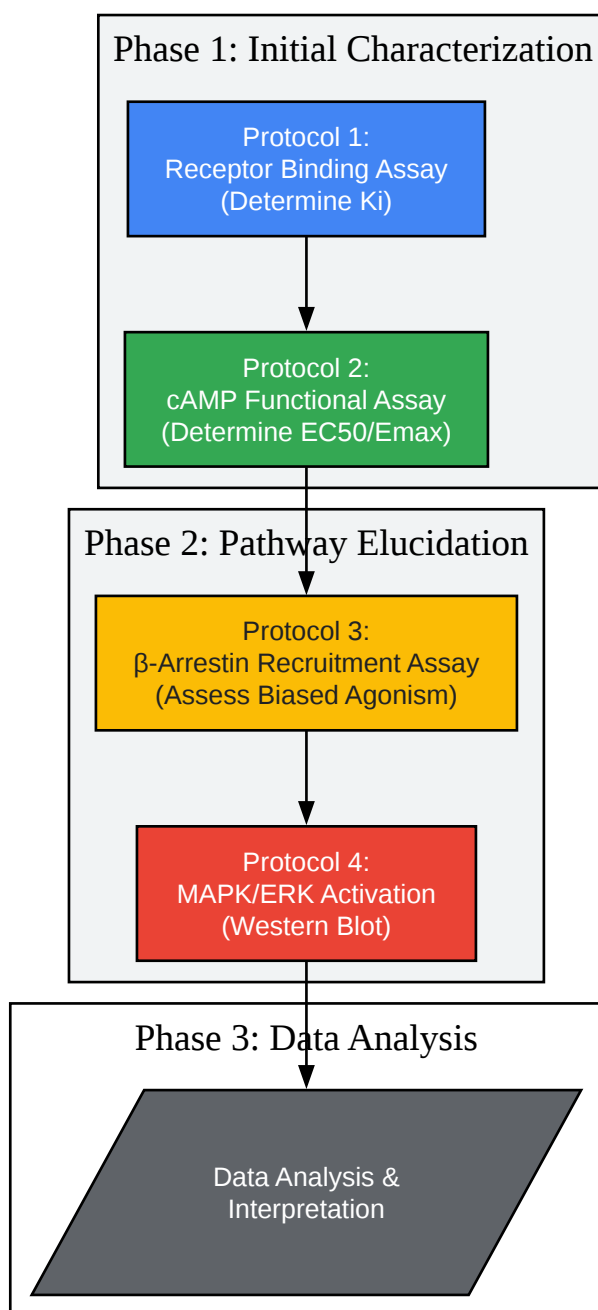 Phase 1: Initial Characterization
Protocol 1:
Receptor Binding Assay
(Determine Ki)
Protocol 2:
cAMP Functional Assay
(Determine EC50/Emax)
Phase 2: Pathway Elucidation
Protocol 3:
β-Arrestin Recruitment Assay
(Assess Biased Agonism)
Protocol 4:
MAPK/ERK Activation
(Western Blot)
Phase 3: Data Analysis
Data Analysis &
Interpretation